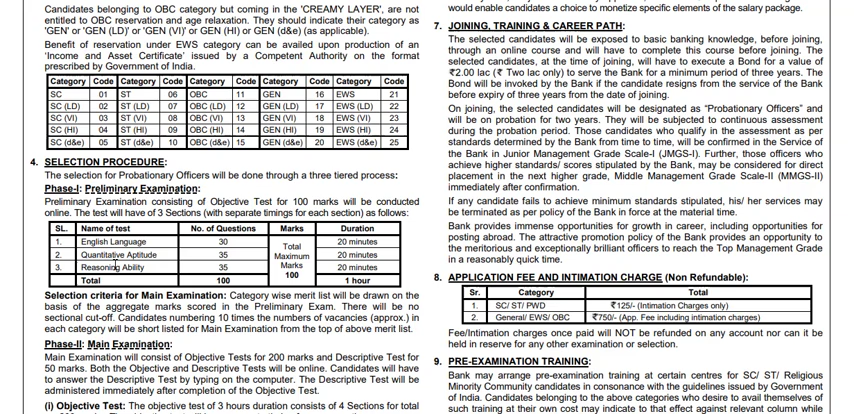 Candidates belonging to OBC category but coming in the 'CREAMY LAYER', are not
entitled to OBC reservation and age relaxation. They should indicate their category as
'GEN' or 'GEN (LD)' or 'GEN (VI)' or GEN (HI) or GEN (d&e) (as applicable).
Benefit of reservation under EWS category can be availed upon production of an
'Income and Asset Certificate' issued by a Competent Authority on the format
prescribed by Government of India.
Category Code Category Code Category Code Category Code Category Code
SC 01 ST 06 OBC 11 GEN 16 EWS 21
SC (LD) 02 ST (LD) 07 OBC (LD) 12 GEN (LD) 17 EWS (LD) 22
SC (VI) 03 ST (VI) 08 OBC (VI) 13 GEN (VI) 18 EWS (VI) 23
SC (HI) 04 ST (HI) 09 OBC (HI) 14 GEN (HI) 19 EWS (HI) 24
SC (d&e) 05 ST (d&e) 10 OBC (d&e) 15 GEN (d&e) 20 EWS (d&e) 25
4. SELECTION PROCEDURE:
The selection for Probationary Officers will be done through a three tiered process:
Phase-I: Preliminary Examination:
Preliminary Examination consisting of Objective Test for 100 marks will be conducted
online. The test will have of 3 Sections (with separate timings for each section) as follows:
SL. Name of test No. of Questions Marks Duration
1. English Language 30 Total Maximum Marks 100 20 minutes
2. Quantitative Aptitude 35 20 minutes
3. Reasoning Ability 35 20 minutes
Total 100 1 hour
Selection criteria for Main Examination: Category wise merit list will be drawn on the
basis of the aggregate marks scored in the Preliminary Exam. There will be no
sectional cut-off. Candidates numbering 10 times the numbers of vacancies (approx.) in
each category will be short listed for Main Examination from the top of above merit list.
Phase-II: Main Examination:
Main Examination will consist of Objective Tests for 200 marks and Descriptive Test for
50 marks. Both the Objective and Descriptive Tests will be online. Candidates will have
to answer the Descriptive Test by typing on the computer. The Descriptive Test will be
administered immediately after completion of the Objective Test.
(i) Objective Test: The objective test of 3 hours duration consists of 4 Sections for total
would enable candidates a choice to monetize specific elements of the salary package.
7. JOINING, TRAINING & CAREER PATH:
The selected candidates will be exposed to basic banking knowledge, before joining,
through an online course and will have to complete this course before joining. The
selected candidates, at the time of joining, will have to execute a Bond for a value of
₹2.00 lac (₹ Two lac only) to serve the Bank for a minimum period of three years. The
Bond will be invoked by the Bank if the candidate resigns from the service of the Bank
before expiry of three years from the date of joining.
On joining, the selected candidates will be designated as "Probationary Officers" and
will be on probation for two years. They will be subjected to continuous assessment
during the probation period. Those candidates who qualify in the assessment as per
standards determined by the Bank from time to time, will be confirmed in the Service of
the Bank in Junior Management Grade Scale-I (JMGS-I). Further, those officers who
achieve higher standards/ scores stipulated by the Bank, may be considered for direct
placement in the next higher grade, Middle Management Grade Scale-II (MMGS-II)
immediately after confirmation.
If any candidate fails to achieve minimum standards stipulated, his/ her services may
be terminated as per policy of the Bank in force at the material time.
Bank provides immense opportunities for growth in career, including opportunities for
posting abroad. The attractive promotion policy of the Bank provides an opportunity to
the meritorious and exceptionally brilliant officers to reach the Top Management Grade
in a reasonably quick time.
8. APPLICATION FEE AND INTIMATION CHARGE (Non Refundable):
Sr. Category Total
1. SC/ ST/ PWD ₹125/- (Intimation Charges only)
2. General/ EWS/ OBC ₹750/- (App. Fee including intimation charges)
Fee/Intimation charges once paid will NOT be refunded on any account nor can it be
held in reserve for any other examination or selection.
9. PRE-EXAMINATION TRAINING:
Bank may arrange pre-examination training at certain centres for SC/ ST/ Religious
Minority Community candidates in consonance with the guidelines issued by Government
of India. Candidates belonging to the above categories who desire to avail themselves of
such training at their own cost may indicate to that effect against relevant column while